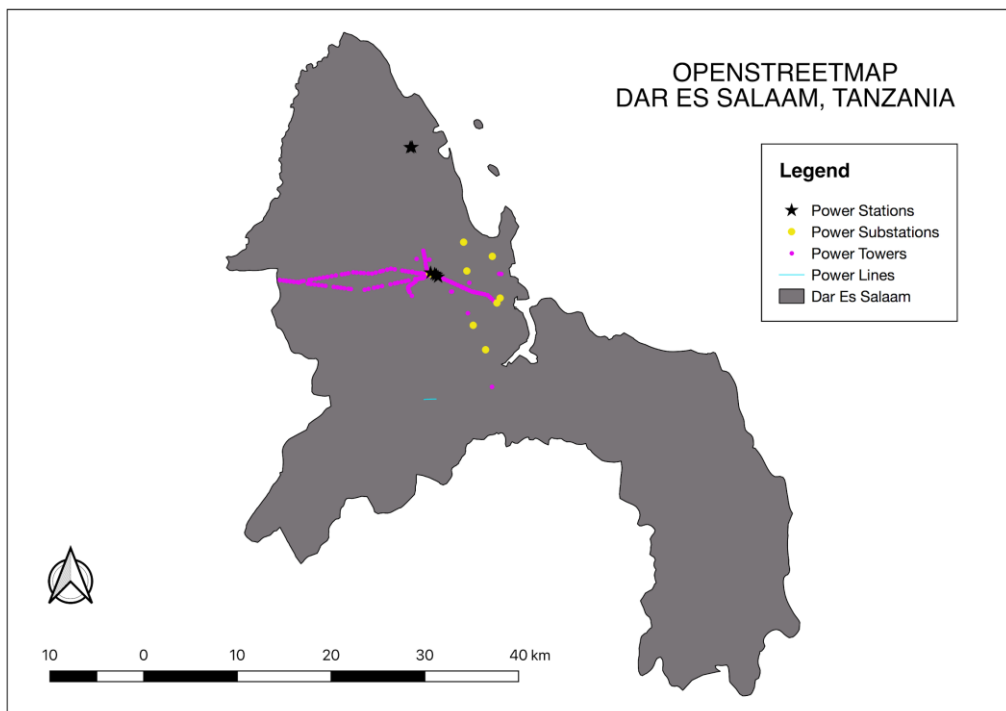 OPENSTREETMAP
DAR ES SALAAM, TANZANIA
Legend
Power Stations
Power Substations
Power Towers
Power Lines
Dar Es Salaam
10 0 10 20 30 40 km